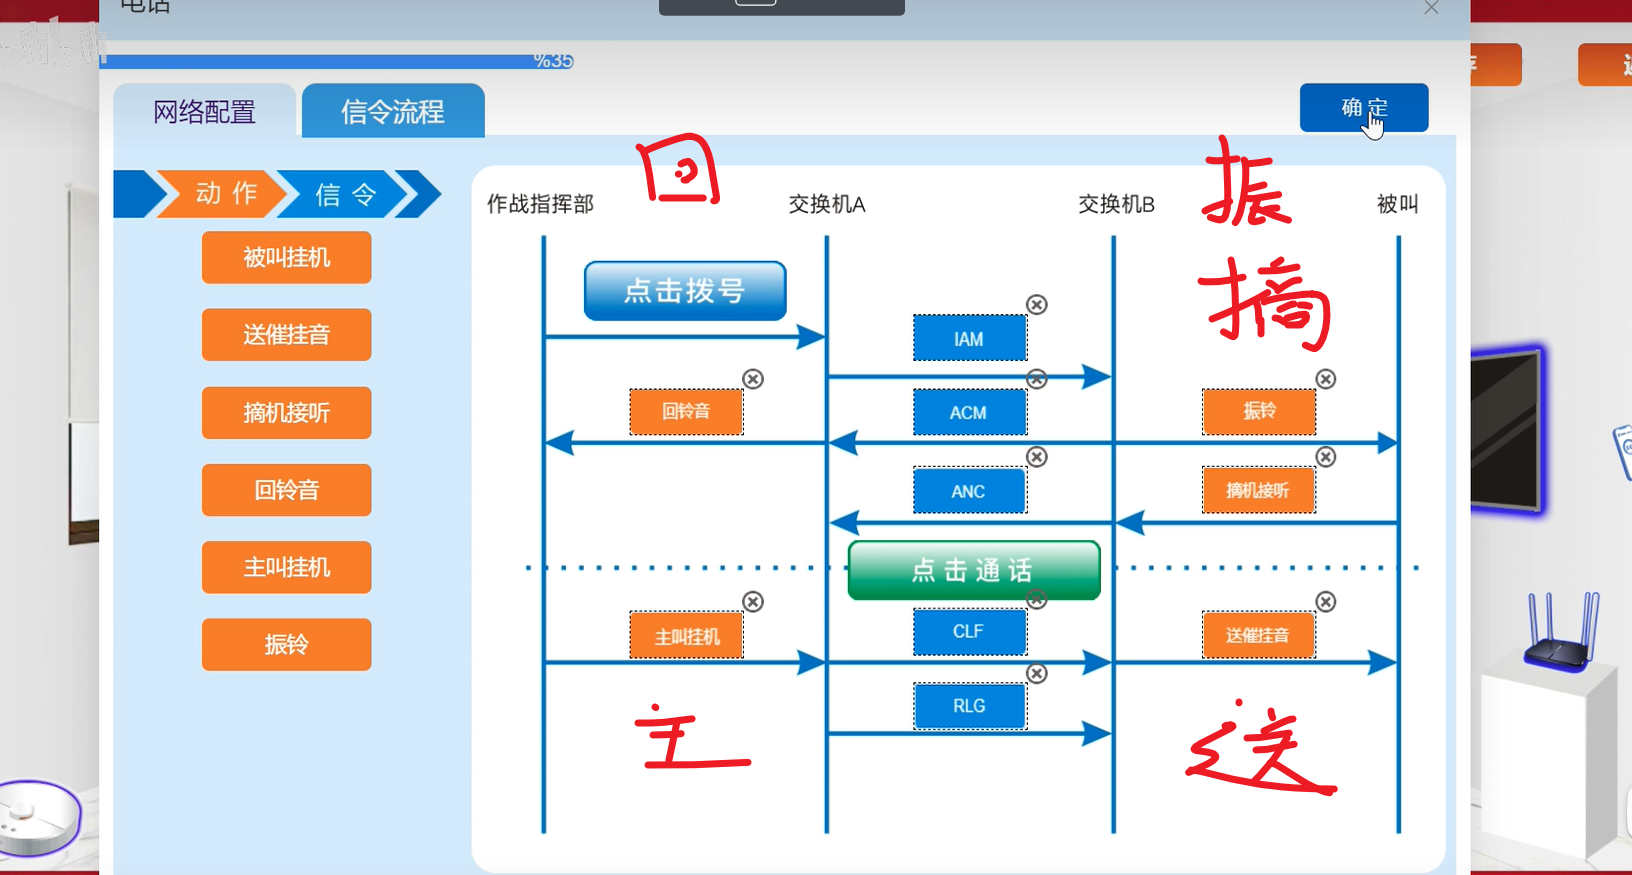 电话
bilibili
%35
网络配置
信令流程
确 定
动 作
信 令
被叫挂机
送催挂音
摘机接听
回铃音
主叫挂机
振铃
回
振
摘
作战指挥部
交换机A
交换机B
被叫
点击拨号
IAM
回铃音
ACM
振铃
ANC
摘机接听
点 击 通 话
主叫挂机
CLF
送催挂音
RLG
主
送